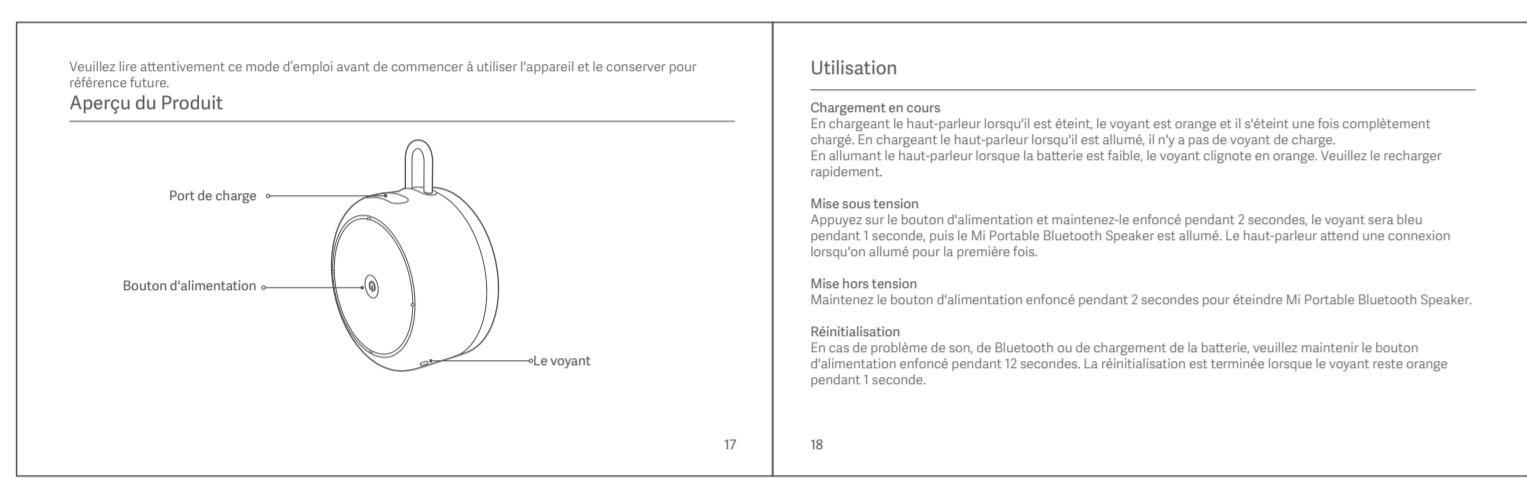 Veuillez lire attentivement ce mode d'emploi avant de commencer à utiliser l'appareil et le conserver pour
référence future.
Aperçu du Produit
Port de charge
Bouton d'alimentation
Le voyant
17
Utilisation
Chargement en cours
En chargeant le haut-parleur lorsqu'il est éteint, le voyant est orange et il s'éteint une fois complètement
chargé. En chargeant le haut-parleur lorsqu'il est allumé, il n'y a pas de voyant de charge.
En allumant le haut-parleur lorsque la batterie est faible, le voyant clignote en orange. Veuillez le recharger
rapidement.
Mise sous tension
Appuyez sur le bouton d'alimentation et maintenez-le enfoncé pendant 2 secondes, le voyant sera bleu
pendant 1 seconde, puis le Mi Portable Bluetooth Speaker est allumé. Le haut-parleur attend une connexion
lorsqu'on allumé pour la première fois.
Mise hors tension
Maintenez le bouton d'alimentation enfoncé pendant 2 secondes pour éteindre Mi Portable Bluetooth Speaker.
Réinitialisation
En cas de problème de son, de Bluetooth ou de chargement de la batterie, veuillez maintenir le bouton
d'alimentation enfoncé pendant 12 secondes. La réinitialisation est terminée lorsque le voyant reste orange
pendant 1 seconde.
18